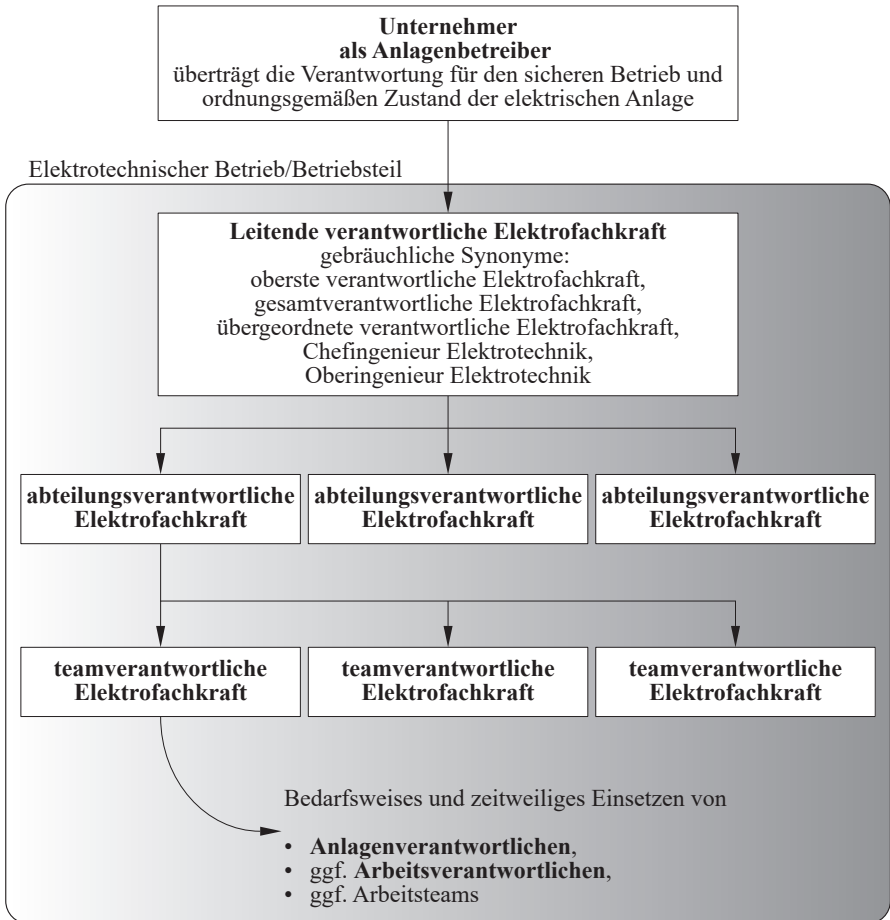 Unternehmer
als Anlagenbetreiber
überträgt die Verantwortung für den sicheren Betrieb und
ordnungsgemäßen Zustand der elektrischen Anlage
Elektrotechnischer Betrieb/Betriebsteil
Leitende verantwortliche Elektrofachkraft
gebräuchliche Synonyme:
oberste verantwortliche Elektrofachkraft,
gesamtverantwortliche Elektrofachkraft,
übergeordnete verantwortliche Elektrofachkraft,
Chefingenieur Elektrotechnik,
Oberingenieur Elektrotechnik
abteilungsverantwortliche
Elektrofachkraft
abteilungsverantwortliche
Elektrofachkraft
abteilungsverantwortliche
Elektrofachkraft
teamverantwortliche
Elektrofachkraft
teamverantwortliche
Elektrofachkraft
teamverantwortliche
Elektrofachkraft
Bedarfsweises und zeitweiliges Einsetzen von
• Anlagenverantwortlichen,
• ggf. Arbeitsverantwortlichen,
• ggf. Arbeitsteams